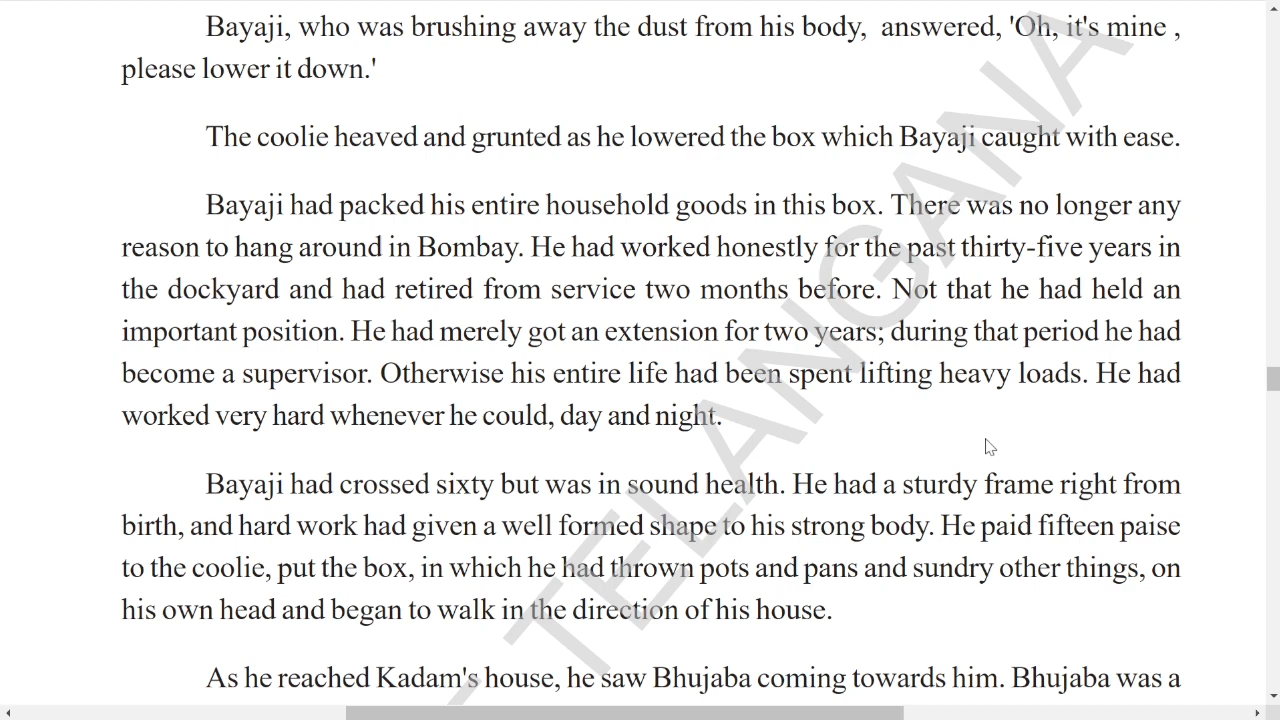 Bayaji, who was brushing away the dust from his body,  answered, 'Oh, it's mine ,
please lower it down.'
The coolie heaved and grunted as he lowered the box which Bayaji caught with ease.
Bayaji had packed his entire household goods in this box. There was no longer any
reason to hang around in Bombay. He had worked honestly for the past thirty-five years in
the dockyard and had retired from service two months before. Not that he had held an
important position. He had merely got an extension for two years; during that period he had
become a supervisor. Otherwise his entire life had been spent lifting heavy loads. He had
worked very hard whenever he could, day and night.
Bayaji had crossed sixty but was in sound health. He had a sturdy frame right from
birth, and hard work had given a well formed shape to his strong body. He paid fifteen paise
to the coolie, put the box, in which he had thrown pots and pans and sundry other things, on
his own head and began to walk in the direction of his house.
As he reached Kadam's house, he saw Bhujaba coming towards him. Bhujaba was a
TELANGANA